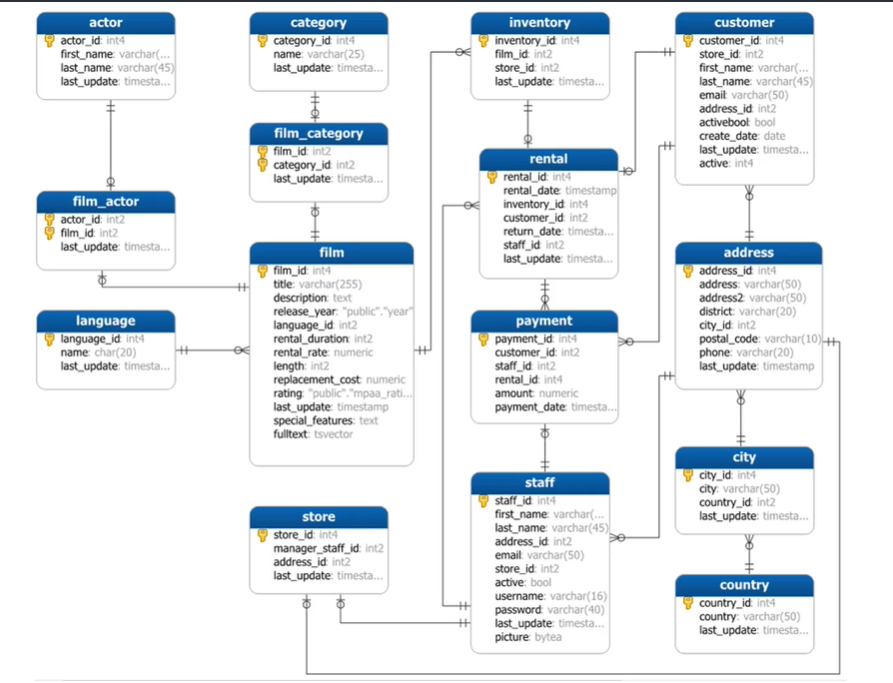 actor
actor_id: int4
first_name: varchar(...
last_name: varchar(45)
last_update: timesta...
category
category_id: int4
name: varchar(25)
last_update: timesta...
inventory
inventory_id: int4
film_id: int2
store_id: int2
last_update: timesta...
customer
customer_id: int4
store_id: int2
first_name: varchar(...
last_name: varchar(45)
email: varchar(50)
address_id: int2
activebool: bool
create_date: date
last_update: timesta...
active: int4
film_category
film_id: int2
category_id: int2
last_update: timesta...
rental
rental_id: int4
rental_date: timestamp
inventory_id: int4
customer_id: int2
return_date: timesta...
staff_id: int2
last_update: timesta...
film_actor
actor_id: int2
film_id: int2
last_update: timesta...
film
film_id: int4
title: varchar(255)
description: text
release_year: "public"."year"
language_id: int2
rental_duration: int2
rental_rate: numeric
length: int2
replacement_cost: numeric
rating: "public"."mpaa_rati...
last_update: timestamp
special_features: text
fulltext: tsvector
address
address_id: int4
address: varchar(50)
address2: varchar(50)
district: varchar(20)
city_id: int2
postal_code: varchar(10)
phone: varchar(20)
last_update: timestamp
language
language_id: int4
name: char(20)
last_update: timesta...
payment
payment_id: int4
customer_id: int2
staff_id: int2
rental_id: int4
amount: numeric
payment_date: timesta...
city
city_id: int4
city: varchar(50)
country_id: int2
last_update: timesta...
staff
staff_id: int4
first_name: varchar(...
last_name: varchar(45)
address_id: int2
email: varchar(50)
store_id: int2
active: bool
username: varchar(16)
password: varchar(40)
last_update: timesta...
picture: bytea
store
store_id: int4
manager_staff_id: int2
address_id: int2
last_update: timesta...
country
country_id: int4
country: varchar(50)
last_update: timesta...